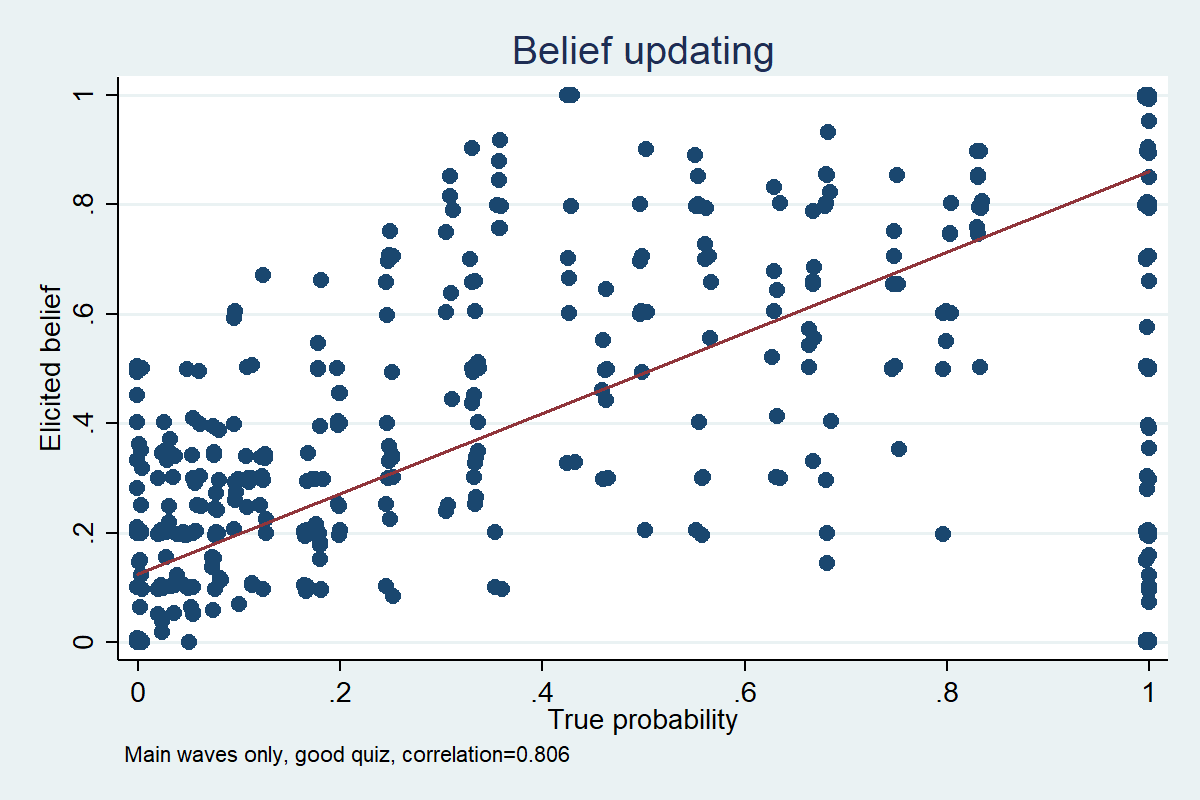 Belief updating
Elicited belief
1
.8
.6
.4
.2
0
0 .2 .4 .6 .8 1
True probability
Main waves only, good quiz, correlation=0.806